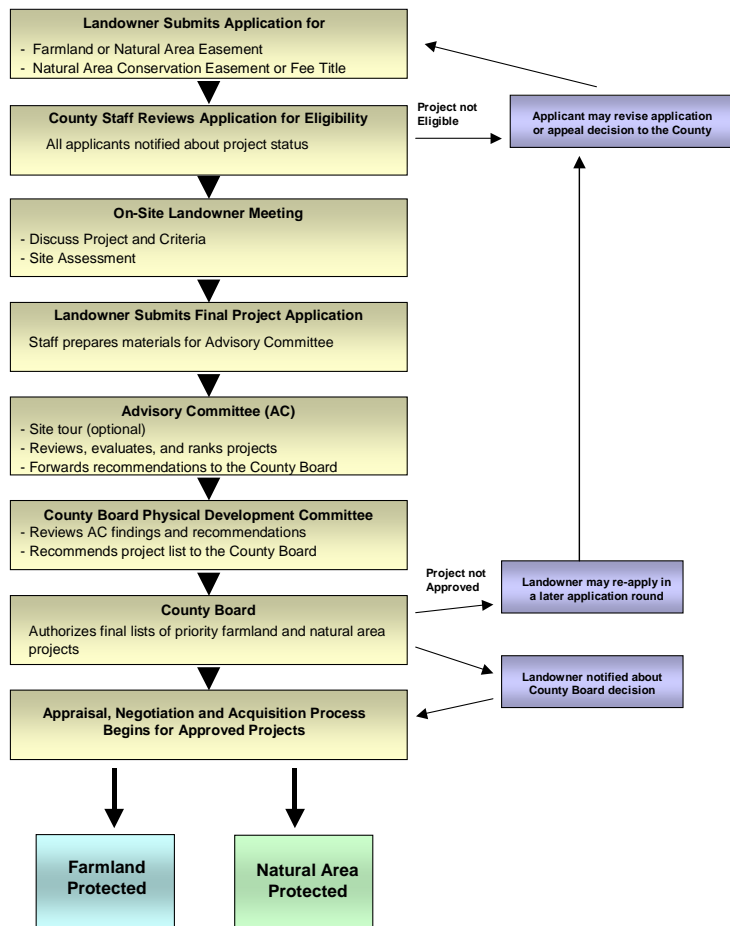 Landowner Submits Application for
- Farmland or Natural Area Easement
- Natural Area Conservation Easement or Fee Title
County Staff Reviews Application for Eligibility
All applicants notified about project status
Project not
Eligible
Applicant may revise application
or appeal decision to the County
On-Site Landowner Meeting
- Discuss Project and Criteria
- Site Assessment
Landowner Submits Final Project Application
Staff prepares materials for Advisory Committee
Advisory Committee (AC)
- Site tour (optional)
- Reviews, evaluates, and ranks projects
- Forwards recommendations to the County Board
County Board Physical Development Committee
- Reviews AC findings and recommendations
- Recommends project list to the County Board
Project not
Approved
Landowner may re-apply in
a later application round
County Board
Authorizes final lists of priority farmland and natural area
projects
Landowner notified about
County Board decision
Appraisal, Negotiation and Acquisition Process
Begins for Approved Projects
Farmland
Protected
Natural Area
Protected